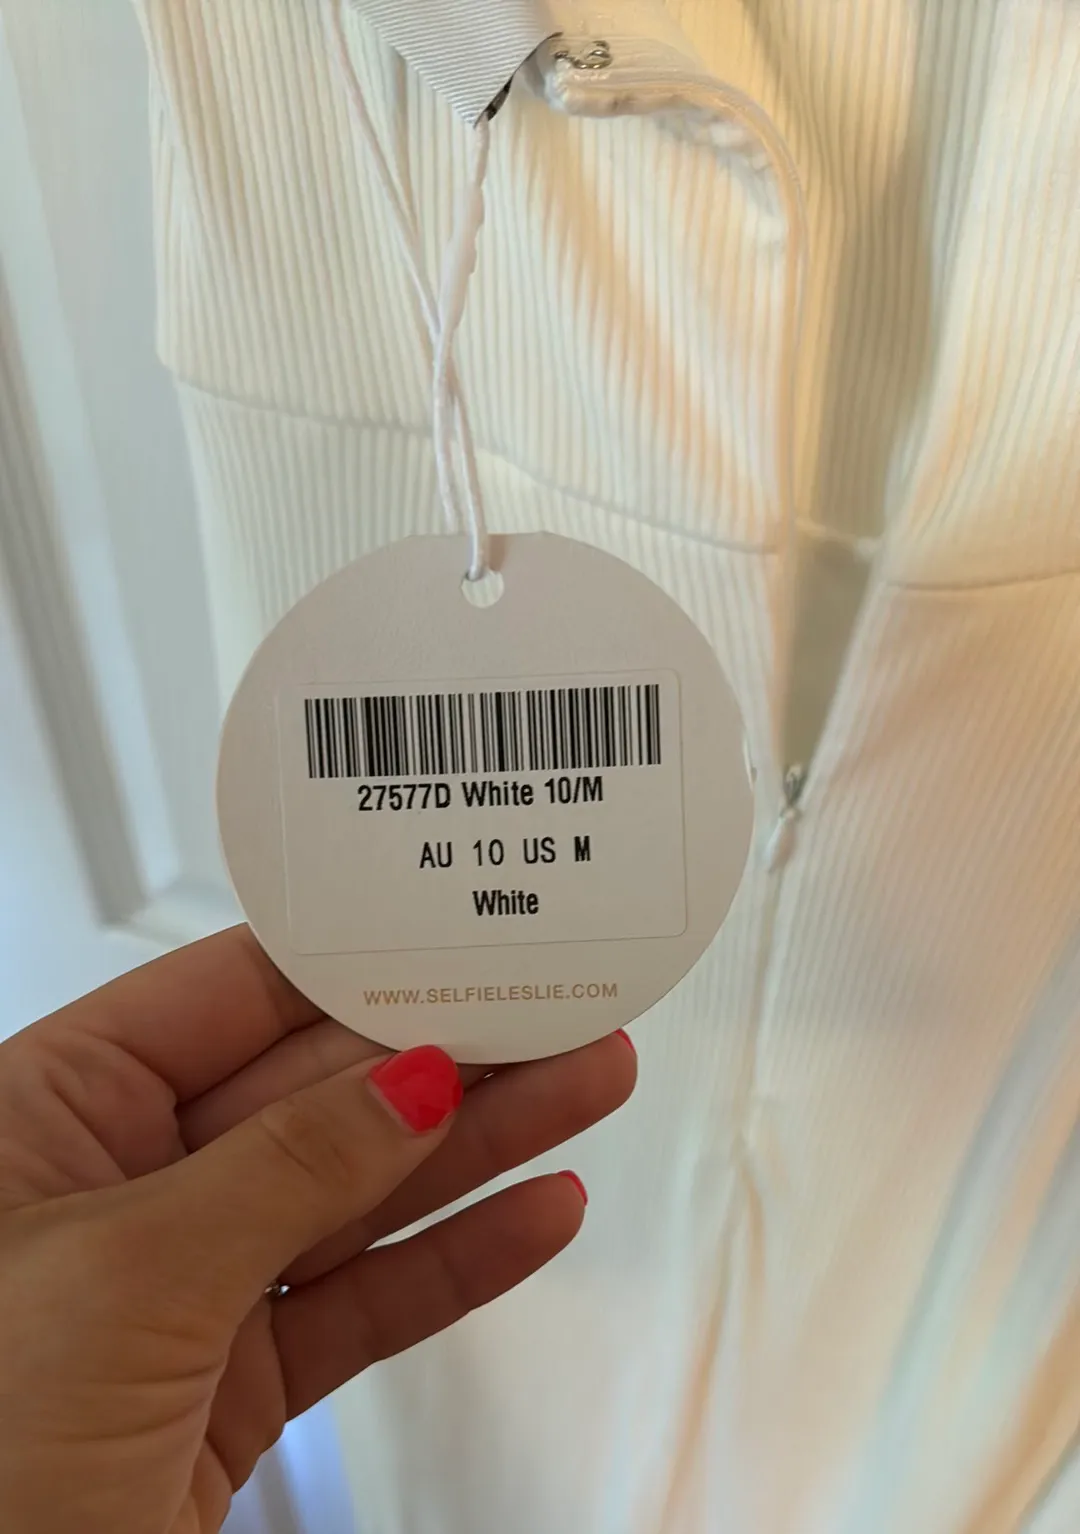 27577D White 10/M
AU 10 US M
White
WWW.SELFIELESLIE.COM